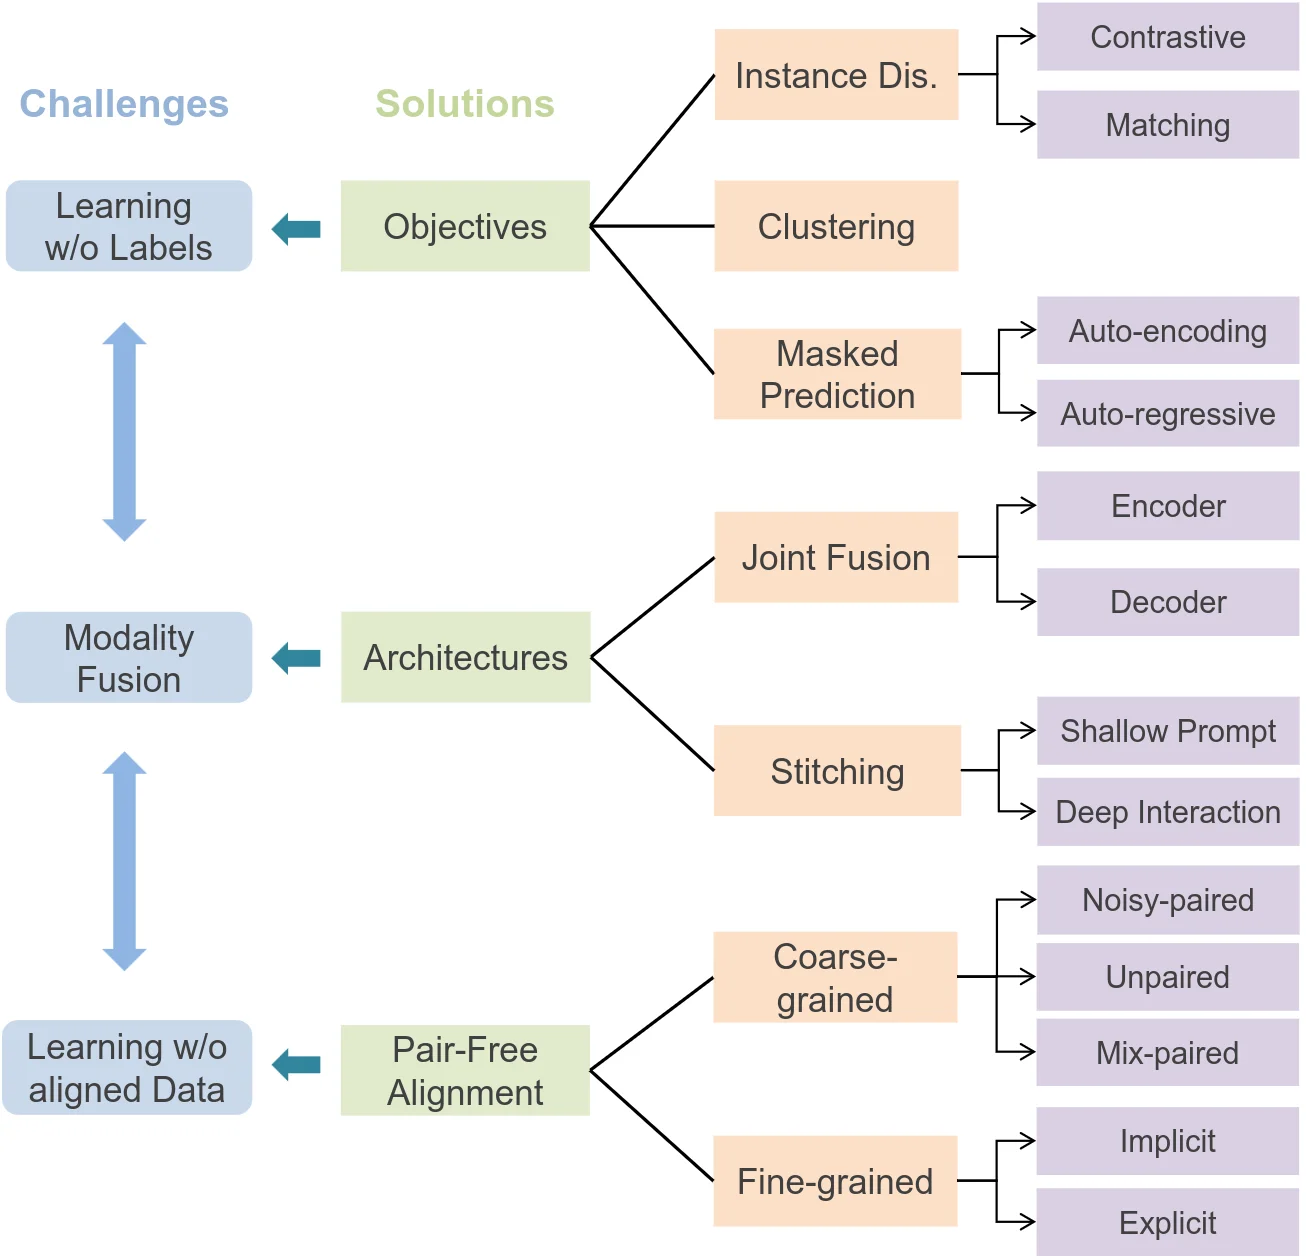 Challenges
Solutions
Instance Dis.
Contrastive
Matching
Learning
w/o Labels
Objectives
Clustering
Masked
Prediction
Auto-encoding
Auto-regressive
Modality
Fusion
Architectures
Joint Fusion
Encoder
Decoder
Stitching
Shallow Prompt
Deep Interaction
Learning w/o
aligned Data
Pair-Free
Alignment
Coarse-
grained
Noisy-paired
Unpaired
Mix-paired
Fine-grained
Implicit
Explicit